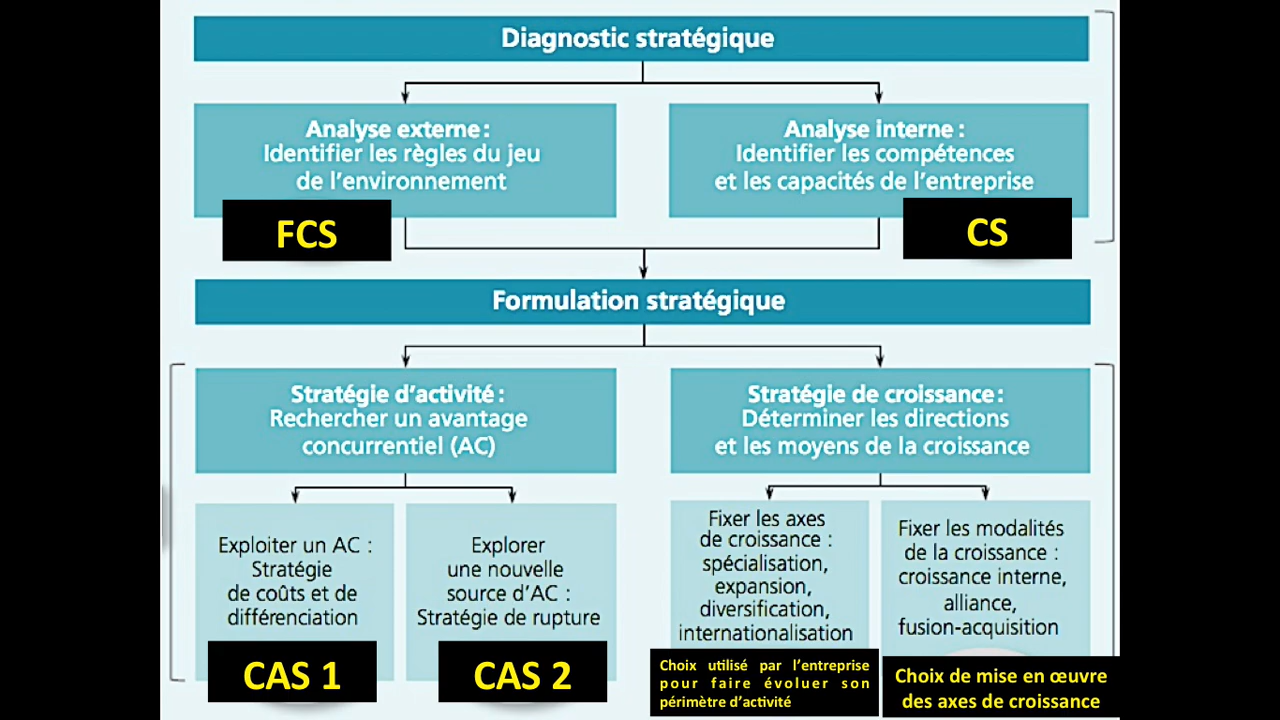 Diagnostic stratégique
Analyse externe :
Identifier les règles du jeu
de l'environnement
FCS
Analyse interne :
Identifier les compétences
et les capacités de l'entreprise
CS
Formulation stratégique
Stratégie d'activité :
Rechercher un avantage
concurrentiel (AC)
Stratégie de croissance :
Déterminer les directions
et les moyens de la croissance
Exploiter un AC :
Stratégie
de coûts et de
différenciation
CAS 1
Explorer
une nouvelle
source d'AC :
Stratégie de rupture
CAS 2
Fixer les axes
de croissance :
spécialisation,
expansion,
diversification,
internationalisation
Choix utilisé par l'entreprise
pour faire évoluer son
périmètre d'activité
Fixer les modalités
de la croissance :
croissance interne,
alliance,
fusion-acquisition
Choix de mise en œuvre
des axes de croissance